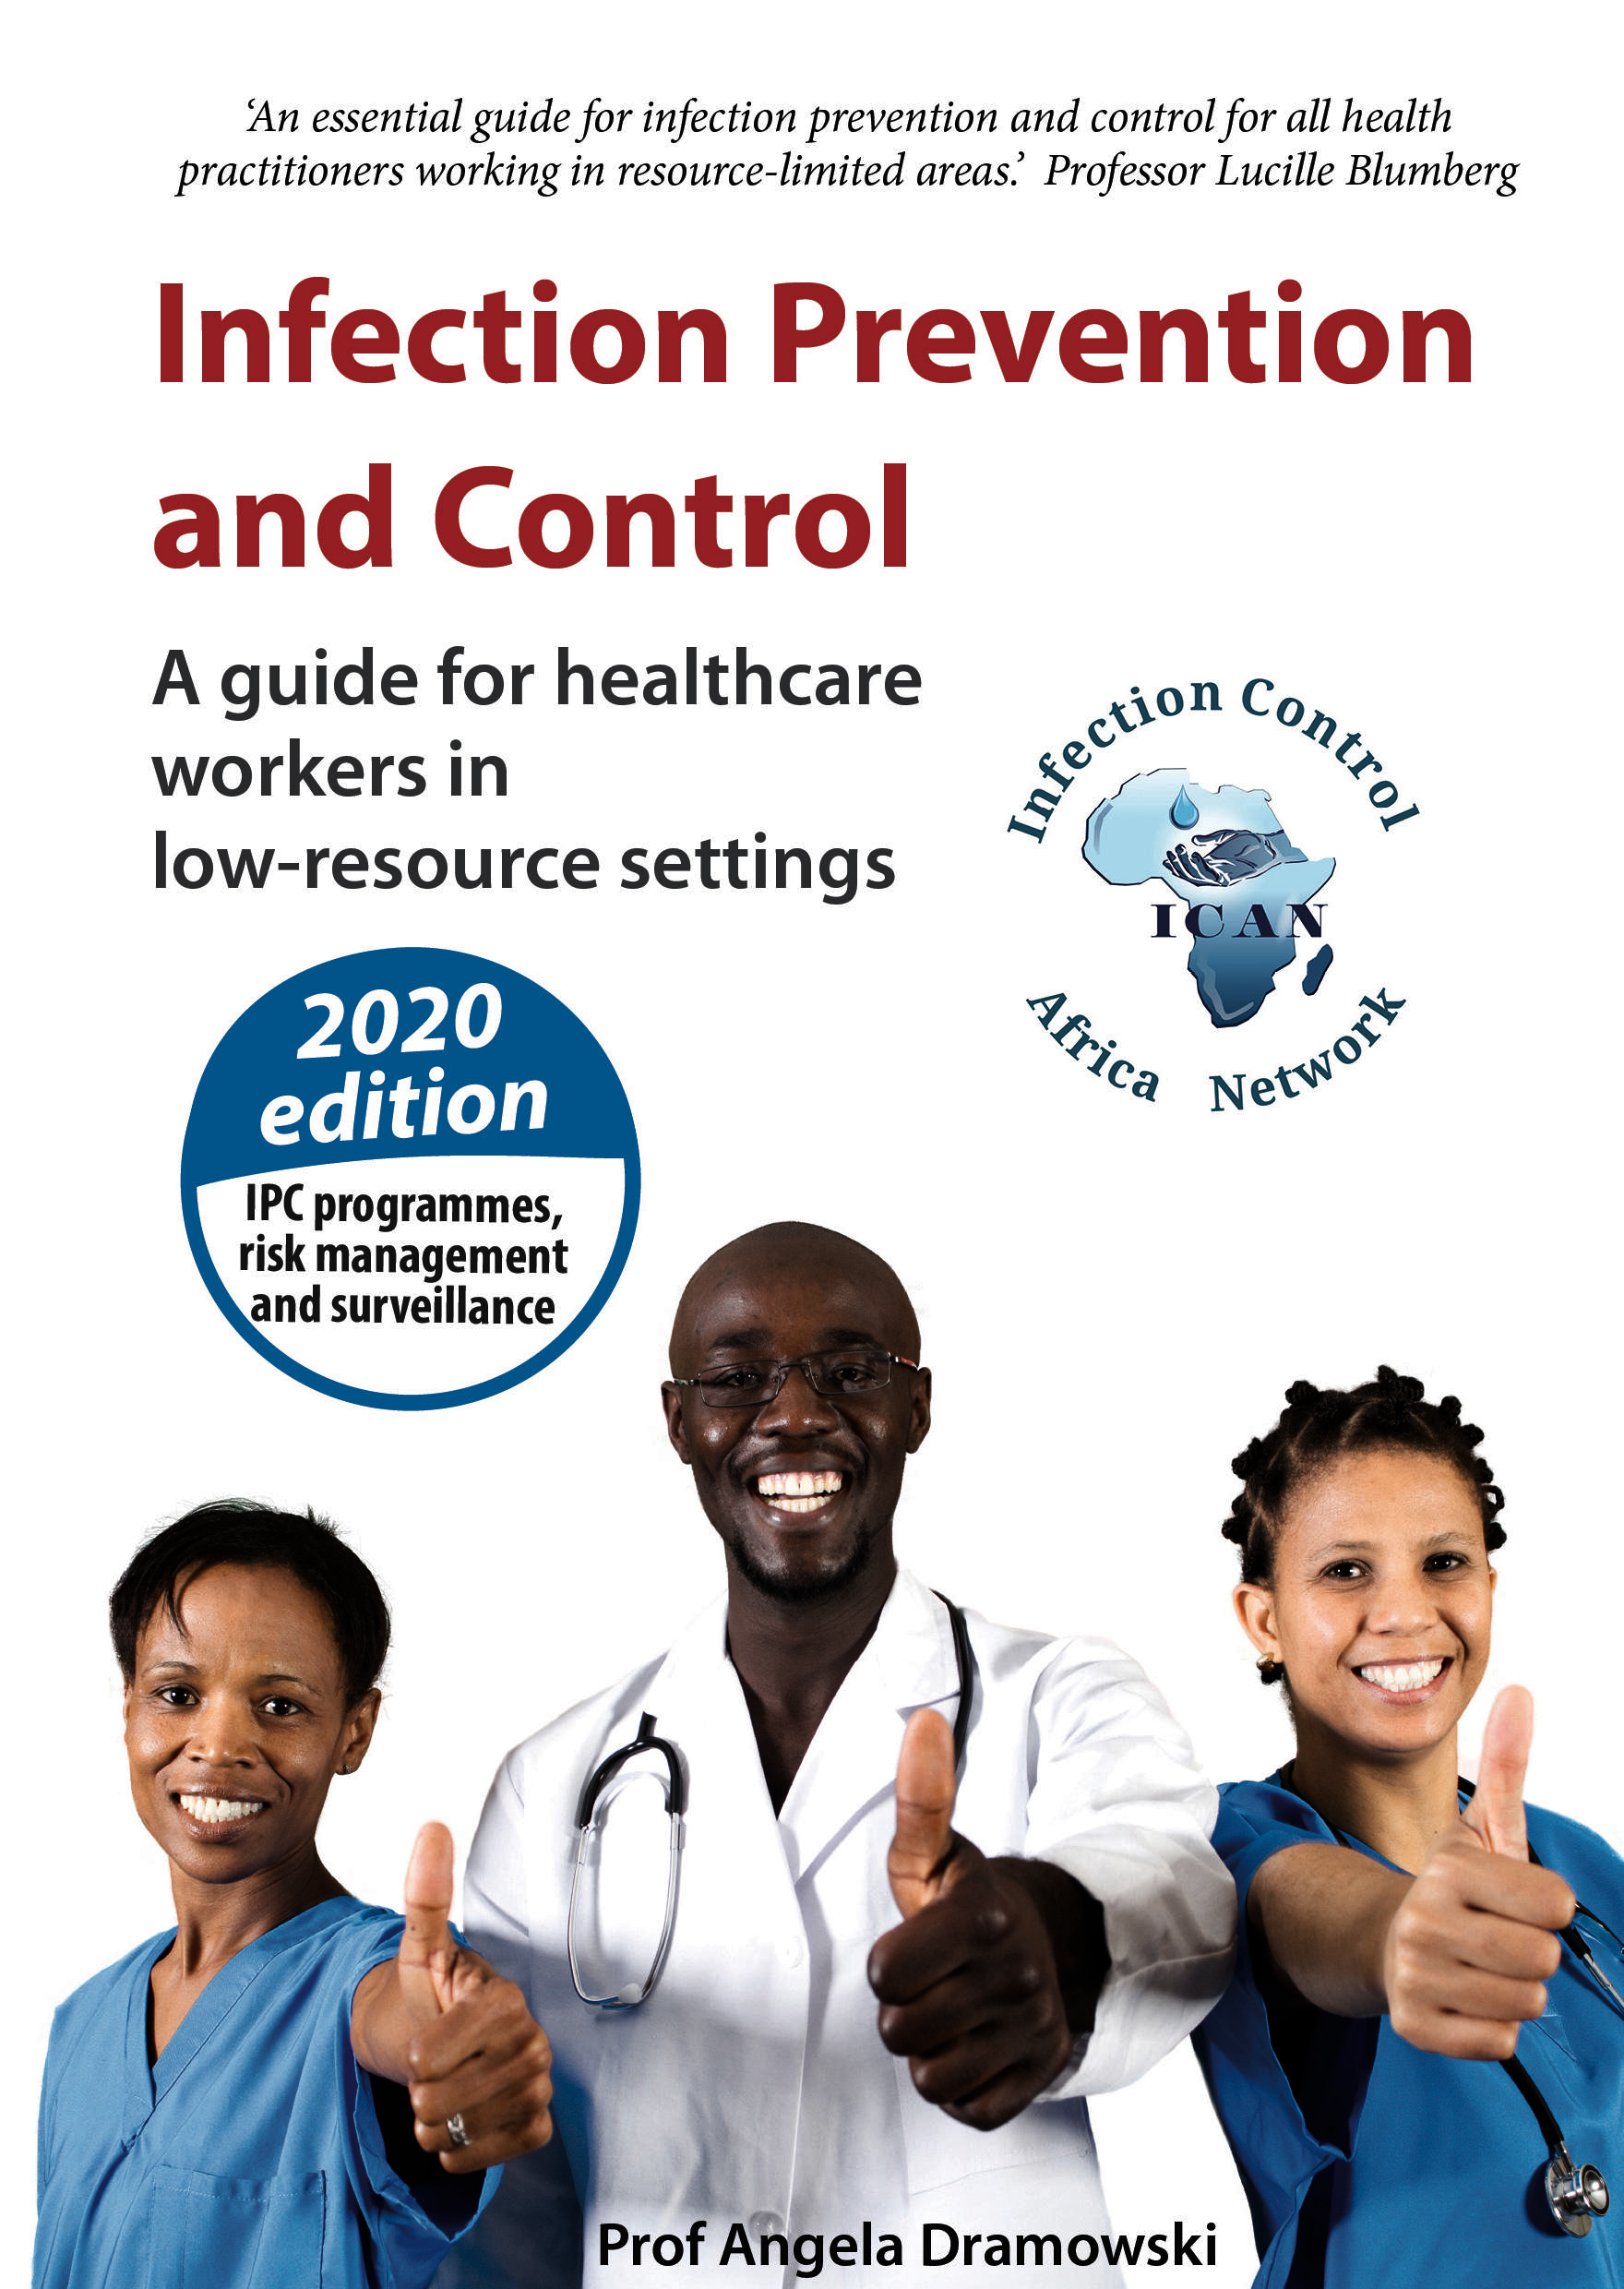 ‘An essential guide for infection prevention and control for all health
practitioners working in resource-limited areas.’ Professor Lucille Blumberg
Infection Prevention
and Control
A guide for healthcare
workers in
low-resource settings
Infection Control
ICAN
Africa Network
2020
edition
IPC programmes,
risk management
and surveillance
Prof Angela Dramowski